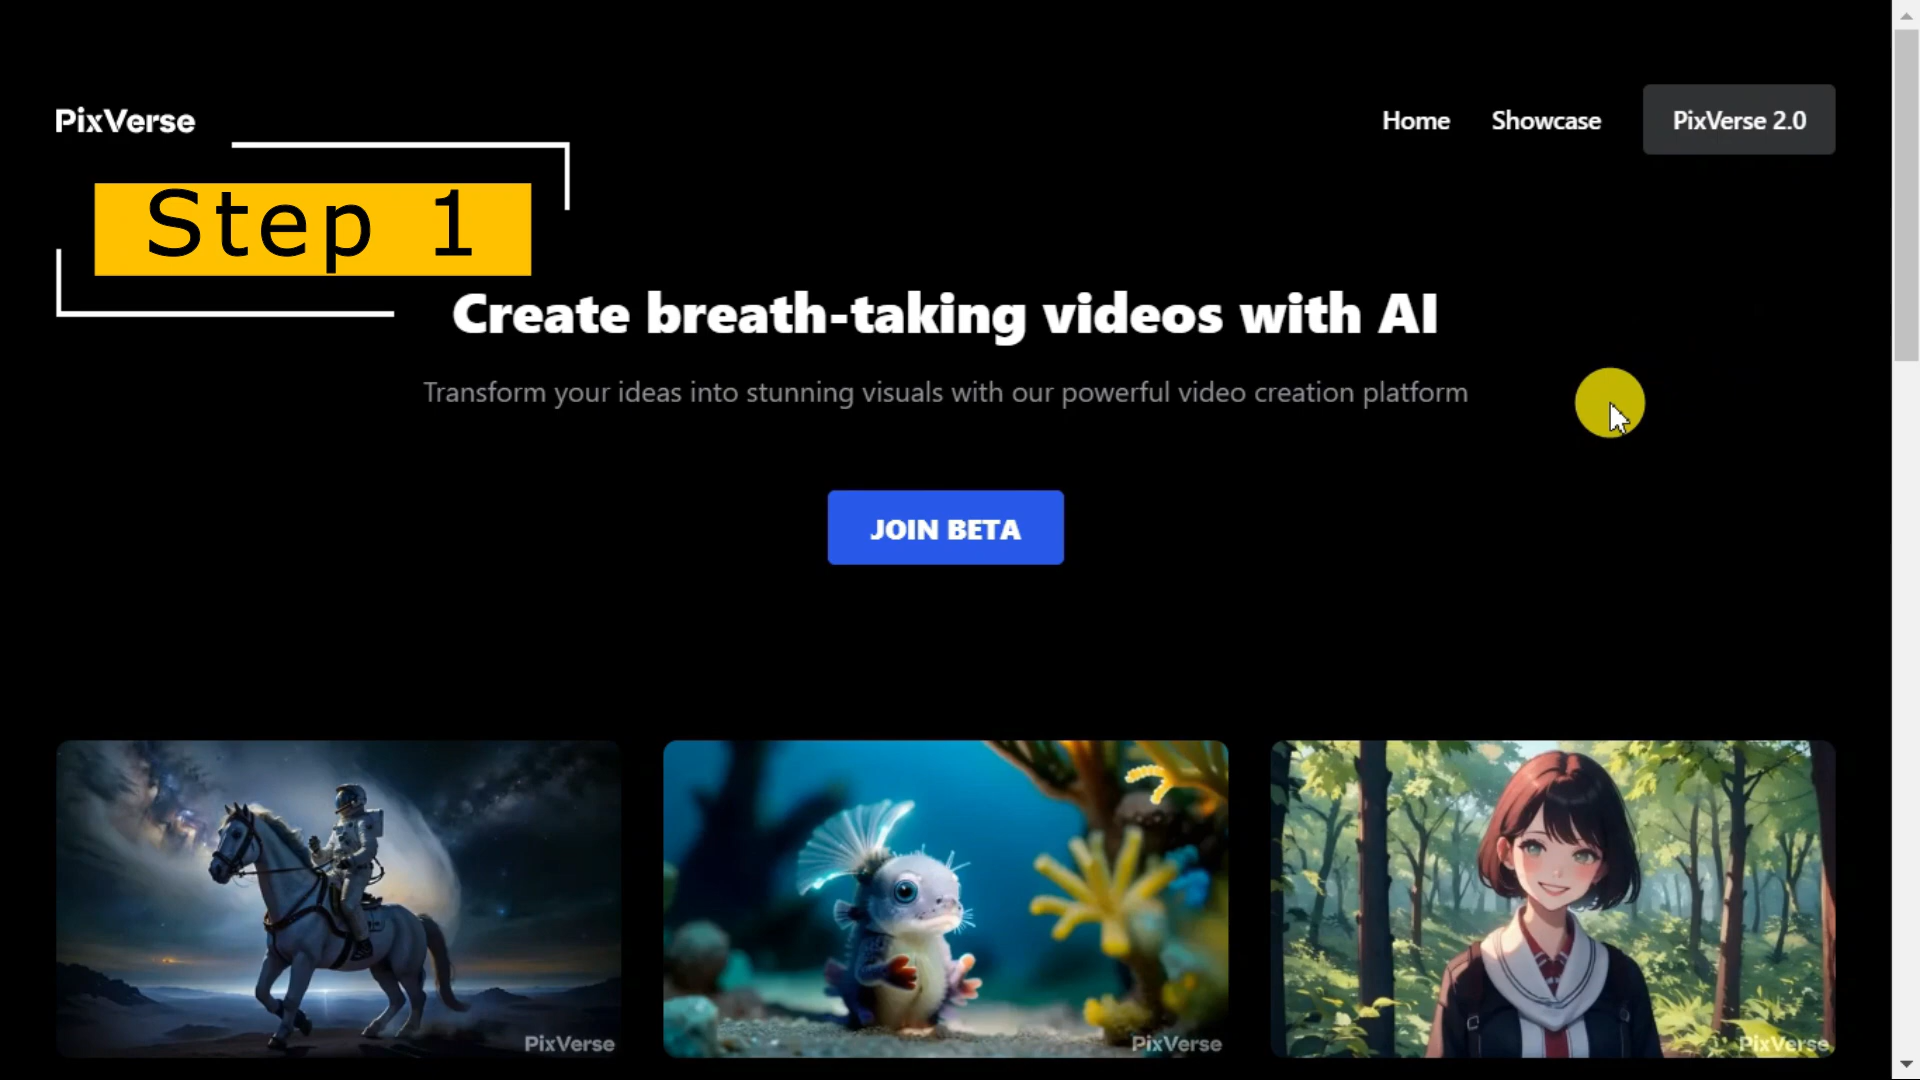 PixVerse
Home
Showcase
PixVerse 2.0
Step 1
Create breath-taking videos with AI
Transform your ideas into stunning visuals with our powerful video creation platform
JOIN BETA
PixVerse
PixVerse
PixVerse